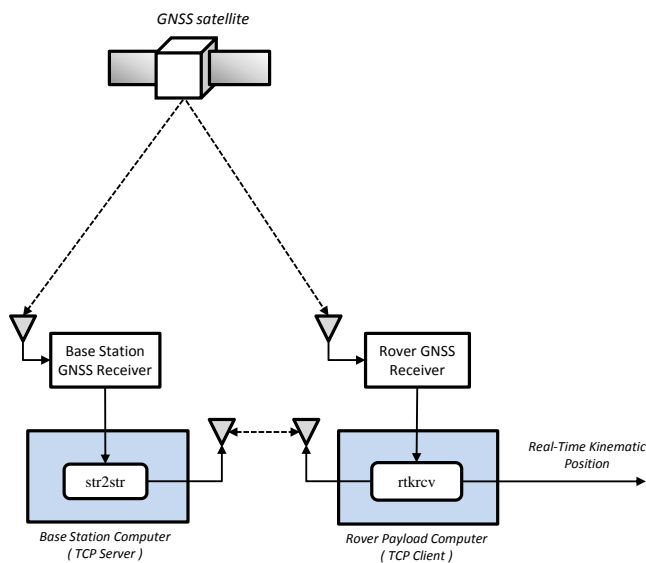 GNSS satellite
Base Station
GNSS Receiver
Rover GNSS
Receiver
str2str
rtkrcv
Real-Time Kinematic
Position
Base Station Computer
( TCP Server )
Rover Payload Computer
( TCP Client )